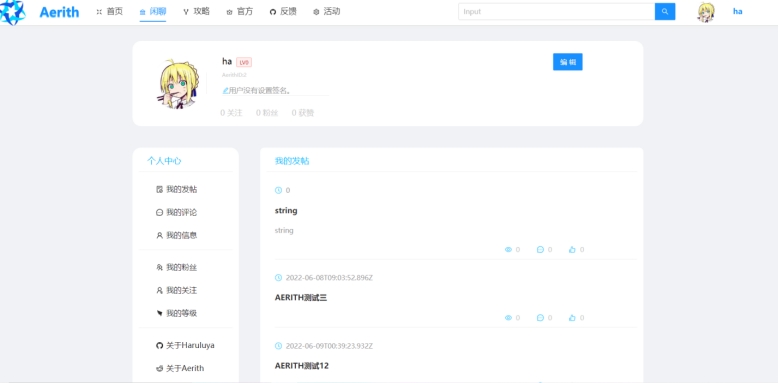 Aerith 首页 闲聊 攻略 官方 反馈 活动 Input ha
ha LV6
用户没有设置签名。
0 关注 0 粉丝 0 获赞
编 辑
个人中心
我的发帖
我的评论
我的信息
我的粉丝
我的关注
我的等级
关于Haruluya
关于Aerith
我的发帖
0
string
string
0 0 0
2022-06-08T09:03:52.896Z
AERITH测试三
0 0 0
2022-06-09T00:39:23.932Z
AERITH测试12
0 0 0